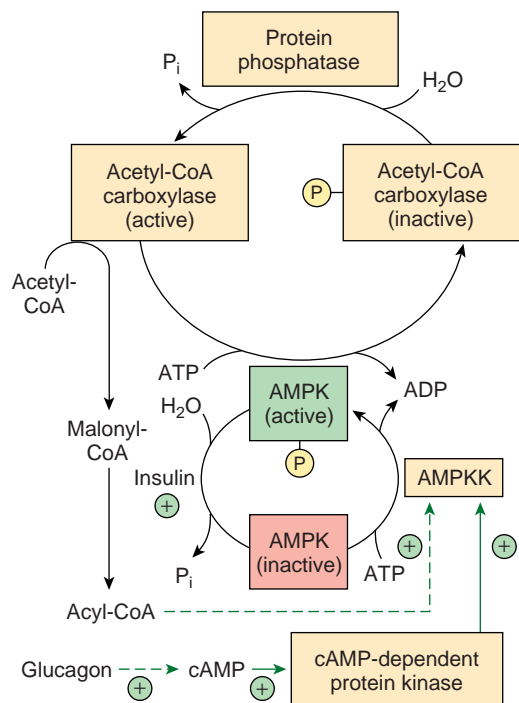 Protein
phosphatase
Pi
H2O
Acetyl-CoA
carboxylase
(active)
P
Acetyl-CoA
carboxylase
(inactive)
Acetyl-
CoA
ATP
ADP
H2O
AMPK
(active)
P
Malonyl-
CoA
Insulin
+
AMPKK
AMPK
(inactive)
Pi
ATP
+
+
Acyl-CoA
Glucagon
+
cAMP
+
cAMP-dependent
protein kinase